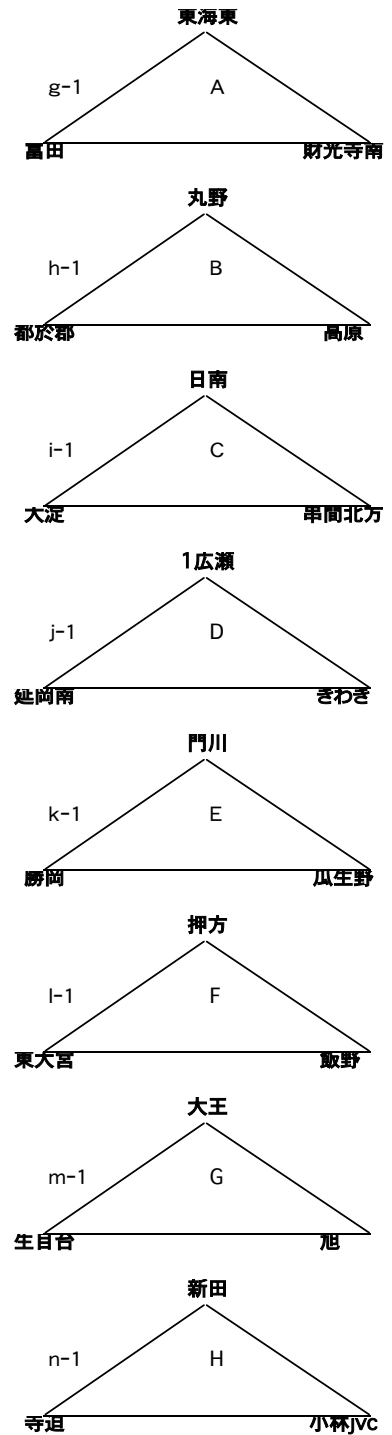 東海東
g-1 A
富田 財光寺南
丸野
h-1 B
都於郡 高原
日南
i-1 C
大淀 串間北方
1広瀬
j-1 D
延岡南 きわぎ
門川
k-1 E
勝岡 瓜生野
押方
l-1 F
東大宮 飯野
大王
m-1 G
生目台 旭
新田
n-1 H
寺迫 小林jvc